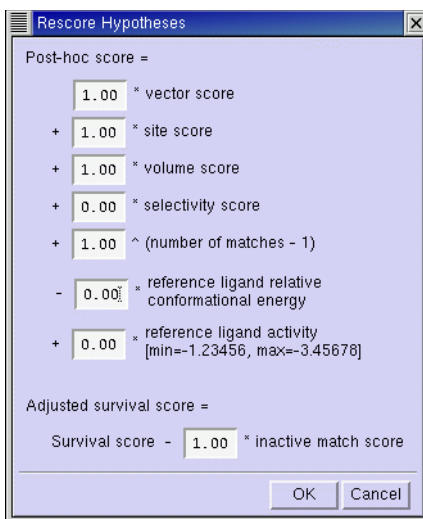 Rescore Hypotheses
Post-hoc score =
1.00 * vector score
+ 1.00 * site score
+ 1.00 * volume score
+ 0.00 * selectivity score
+ 1.00 ^ (number of matches - 1)
- 0.00 * reference ligand relative
conformational energy
+ 0.00 * reference ligand activity
[min=-1.23456, max=-3.45678]
Adjusted survival score =
Survival score - 1.00 * inactive match score
OK Cancel